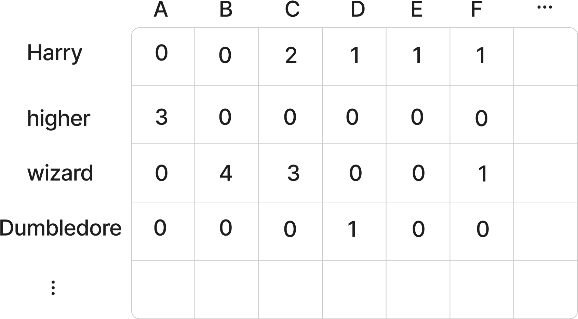 A B C D E F ...
Harry 0 0 2 1 1 1
higher 3 0 0 0 0 0
wizard 0 4 3 0 0 1
Dumbledore 0 0 0 1 0 0
⋮